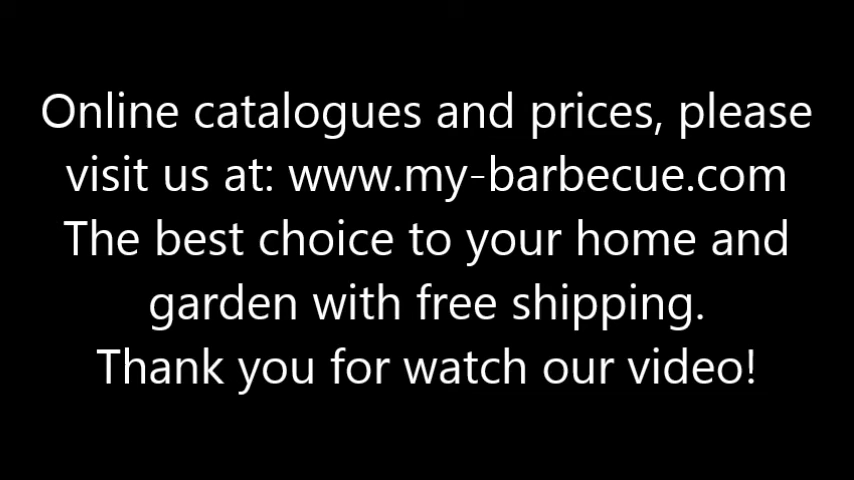 Online catalogues and prices, please
visit us at: www.my-barbecue.com
The best choice to your home and
garden with free shipping.
Thank you for watch our video!